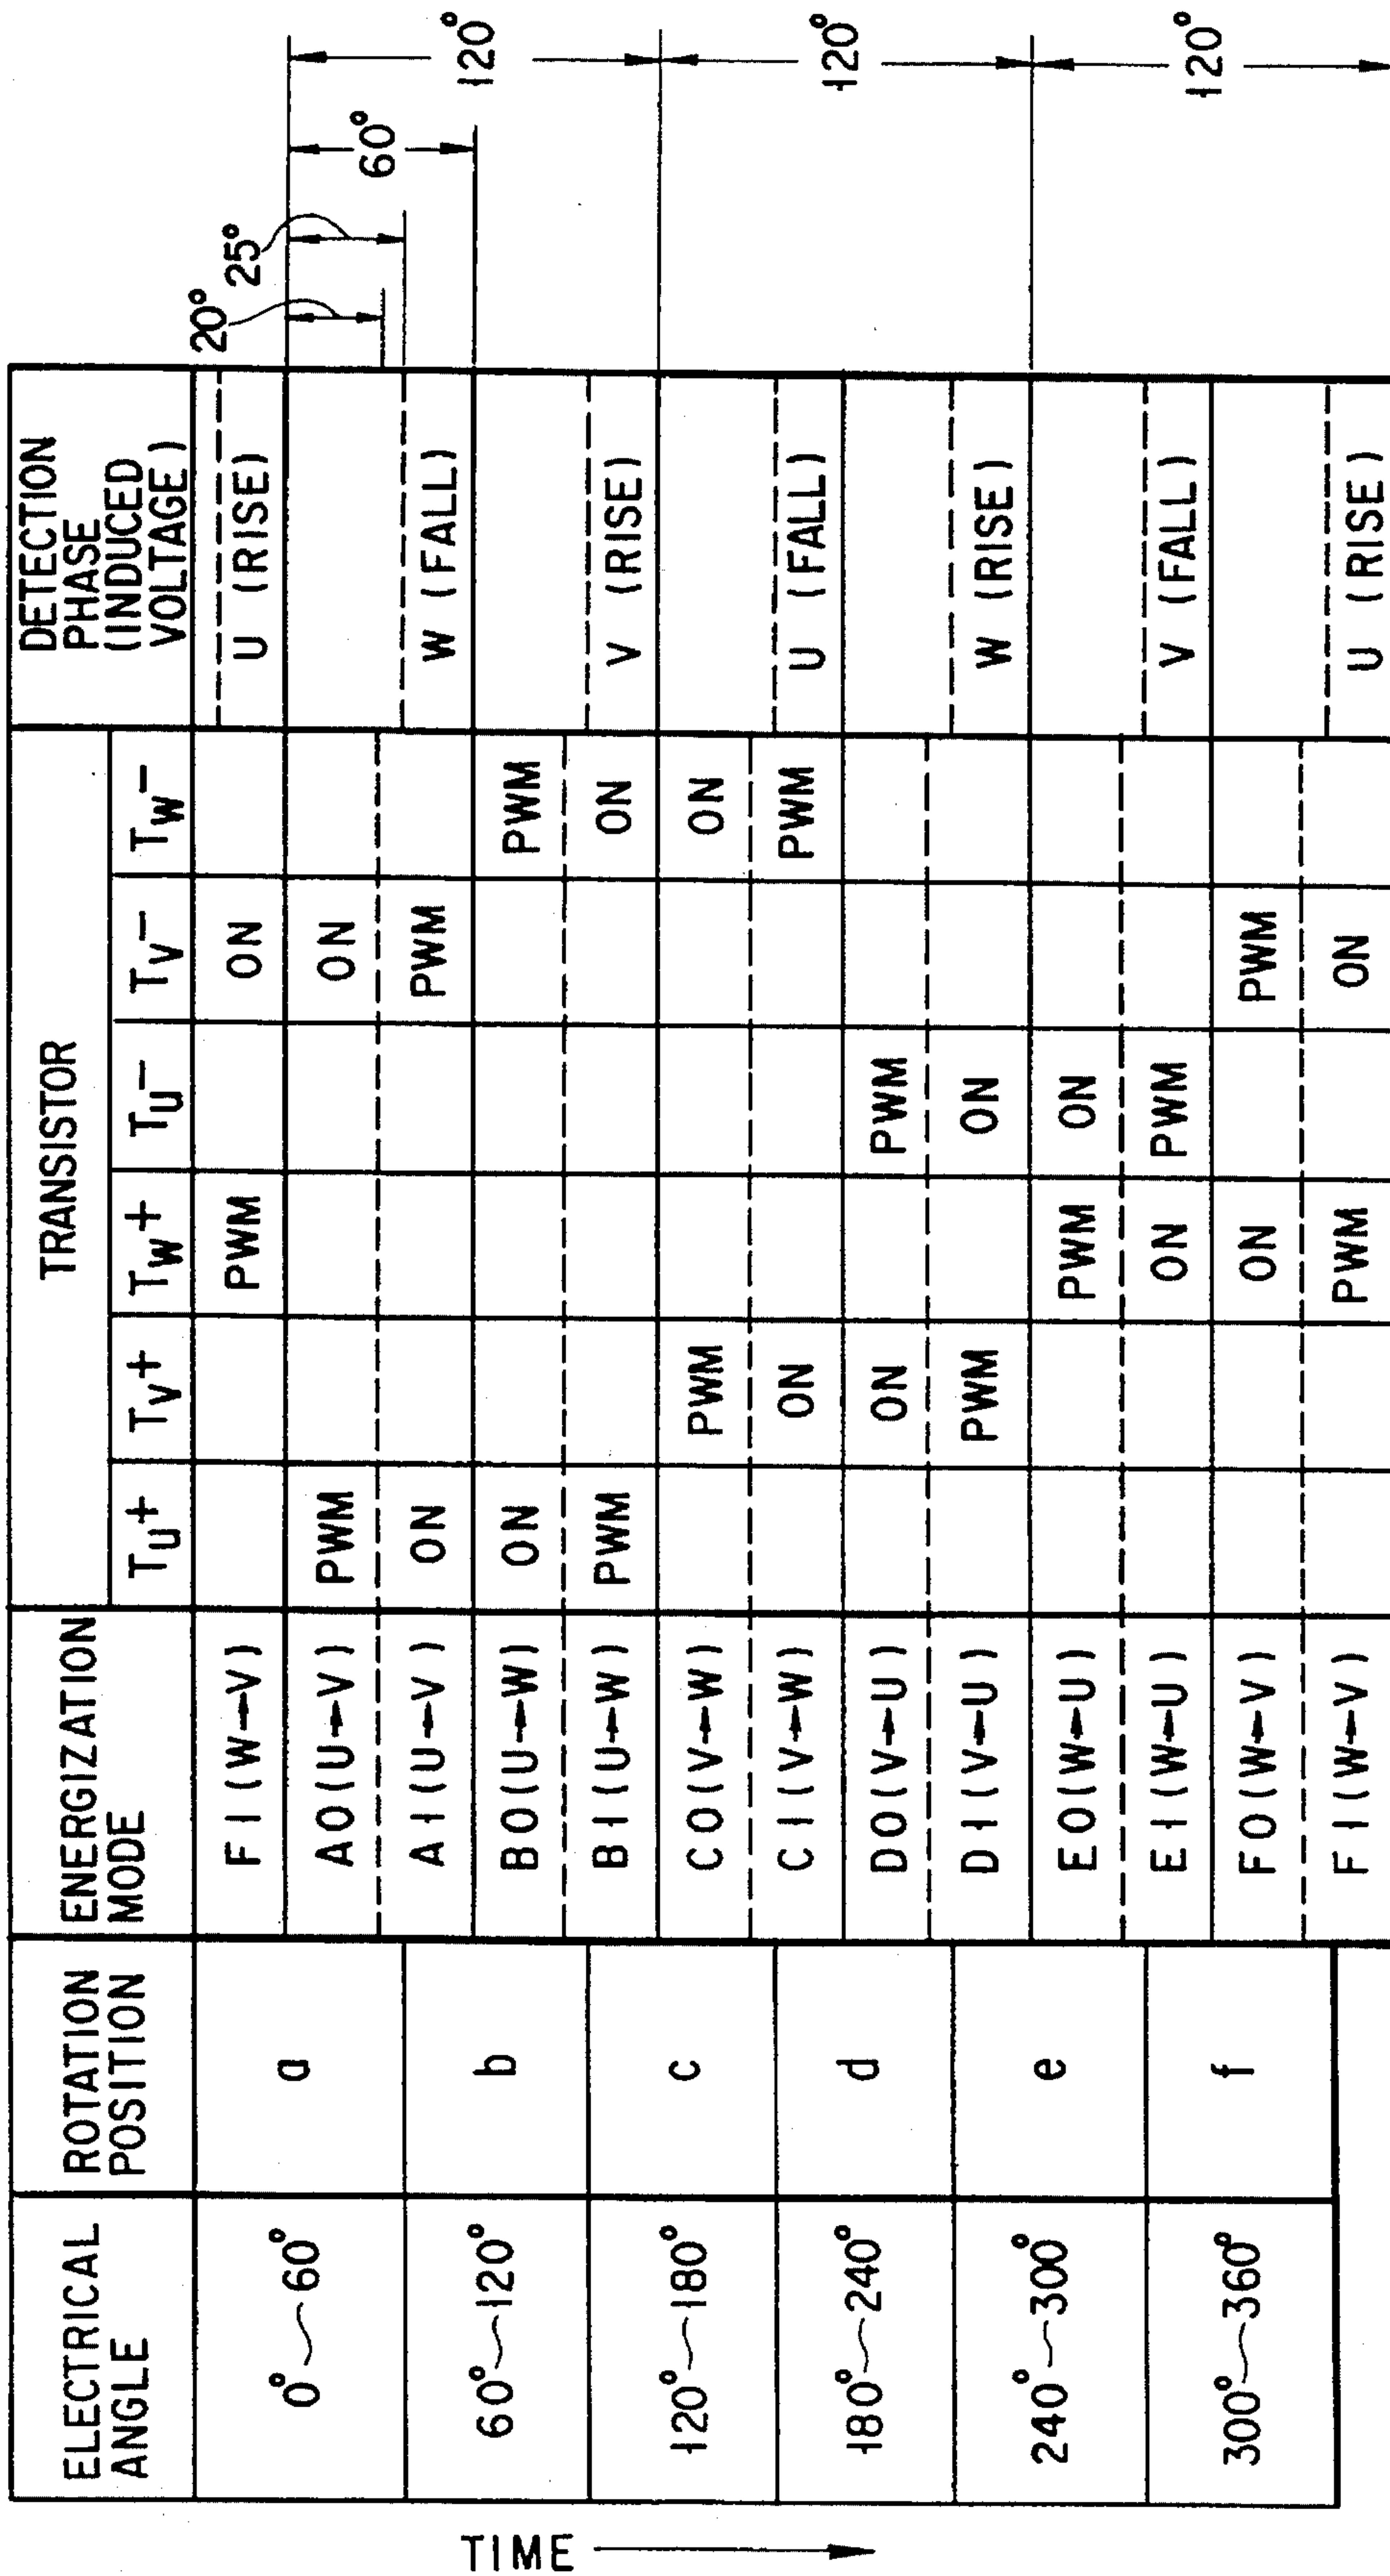 ELECTRICAL
ANGLE
ROTATION
POSITION
ENERGIZATION
MODE
TRANSISTOR
DETECTION
PHASE
(INDUCED
VOLTAGE)
TU+ TV+ TW+ TU- TV- TW-
F1(W→V) PWM ON U (RISE)
A0(U→V) PWM ON
A1(U→V) ON PWM W (FALL)
B0(U→W) ON PWM
B1(U→W) PWM ON V (RISE)
C0(V→W) PWM ON
C1(V→W) ON PWM U (FALL)
D0(V→U) ON PWM
D1(V→U) PWM ON W (RISE)
E0(W→U) PWM ON
E1(W→U) ON PWM V (FALL)
F0(W→V) ON PWM
F1(W→V) PWM ON U (RISE)
0°~60° a
60°~120° b
120°~180° c
180°~240° d
240°~300° e
300°~360° f
20°
25°
60°
120°
120°
120°
TIME